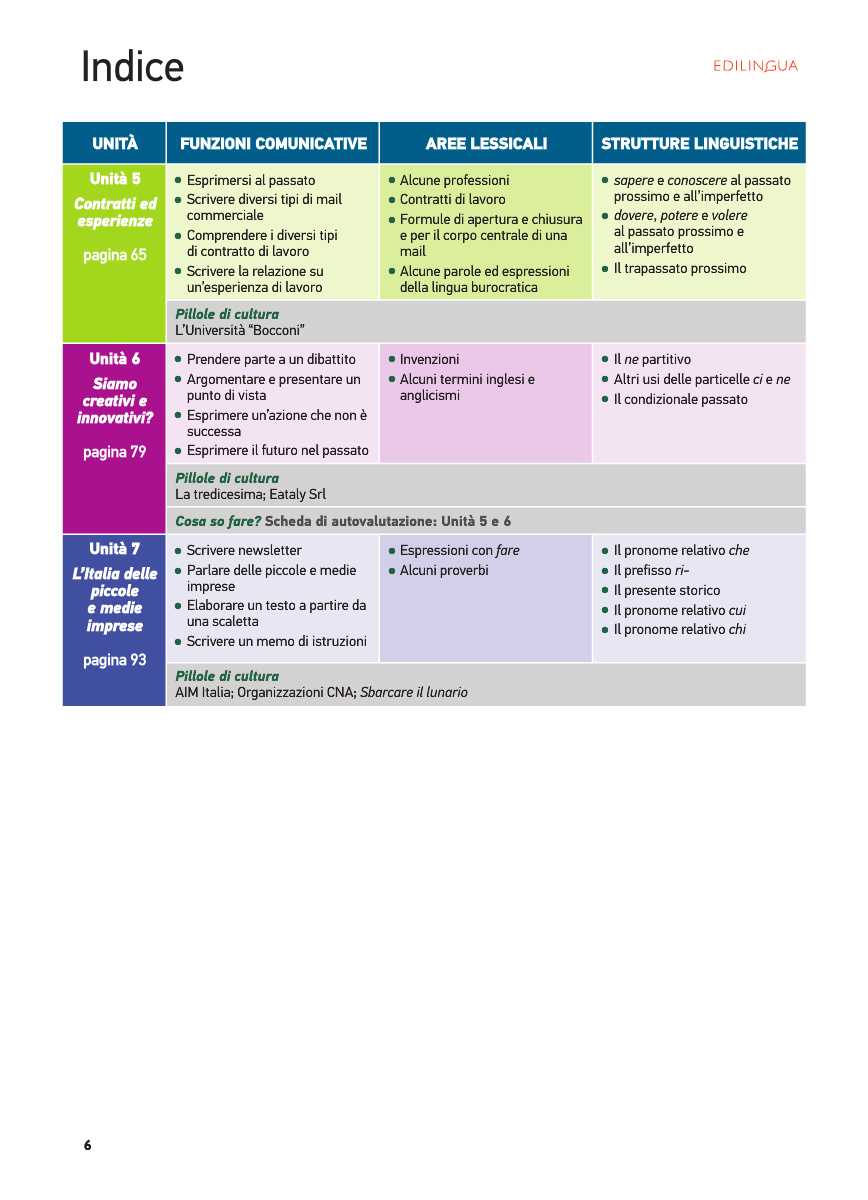 Indice
EDILINGUA
UNITÀ
FUNZIONI COMUNICATIVE
AREE LESSICALI
STRUTTURE LINGUISTICHE
Unità 5
Contratti ed
esperienze
pagina 65
• Esprimersi al passato
• Scrivere diversi tipi di mail
commerciale
• Comprendere i diversi tipi
di contratto di lavoro
• Scrivere la relazione su
un'esperienza di lavoro
• Alcune professioni
• Contratti di lavoro
• Formule di apertura e chiusura
e per il corpo centrale di una
mail
• Alcune parole ed espressioni
della lingua burocratica
• sapere e conoscere al passato
prossimo e all'imperfetto
• dovere, potere e volere
al passato prossimo e
all'imperfetto
• Il trapassato prossimo
Pillole di cultura
L'Università "Bocconi"
Unità 6
Siamo
creativi e
innovativi?
pagina 79
• Prendere parte a un dibattito
• Argomentare e presentare un
punto di vista
• Esprimere un'azione che non è
successa
• Esprimere il futuro nel passato
• Invenzioni
• Alcuni termini inglesi e
anglicismi
• Il ne partitivo
• Altri usi delle particelle ci e ne
• Il condizionale passato
Pillole di cultura
La tredicesima; Eataly Srl
Cosa so fare? Scheda di autovalutazione: Unità 5 e 6
Unità 7
L'Italia delle
piccole
e medie
imprese
pagina 93
• Scrivere newsletter
• Parlare delle piccole e medie
imprese
• Elaborare un testo a partire da
una scaletta
• Scrivere un memo di istruzioni
• Espressioni con fare
• Alcuni proverbi
• Il pronome relativo che
• Il prefisso ri-
• Il presente storico
• Il pronome relativo cui
• Il pronome relativo chi
Pillole di cultura
AIM Italia; Organizzazioni CNA; Sbarcare il lunario
6